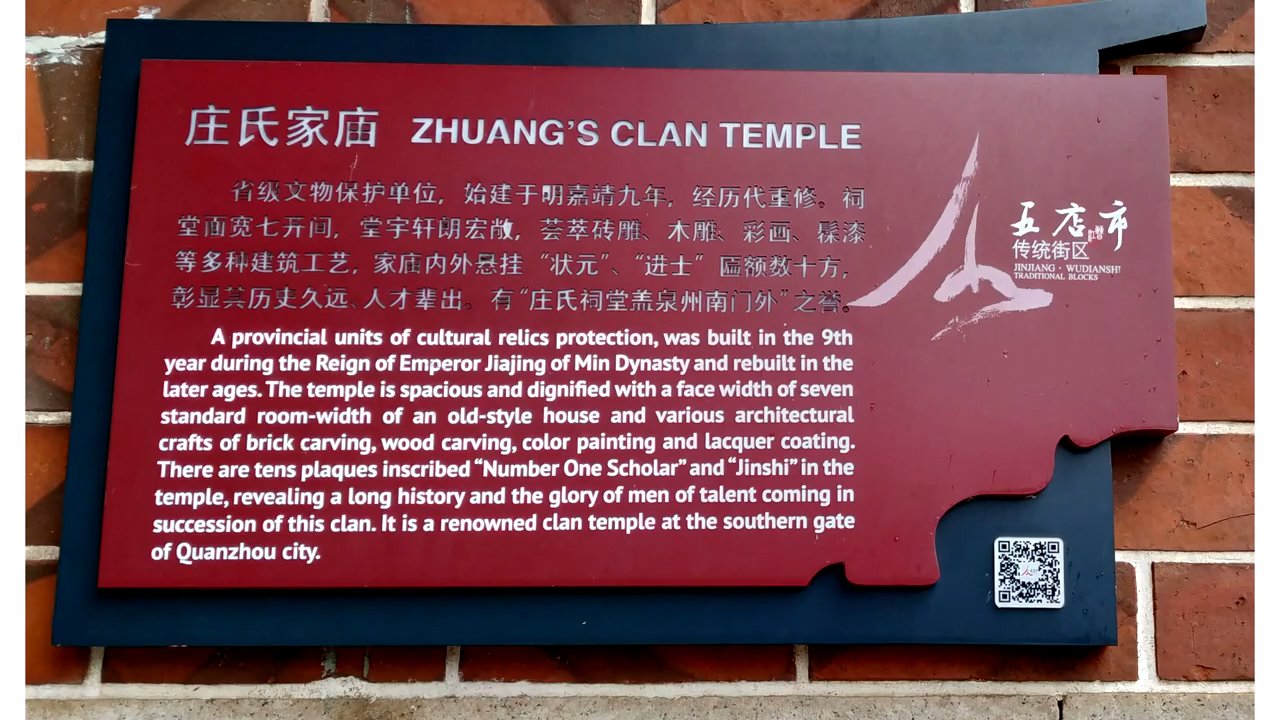 庄氏家庙 ZHUANG'S CLAN TEMPLE
省级文物保护单位，始建于明嘉靖九年，经历代重修。祠
堂面宽七开间，堂宇轩朗宏敞，荟萃砖雕、木雕、彩画、髹漆
等多种建筑工艺，家庙内外悬挂“状元”、“进士”匾额数十方，
彰显其历史久远、人才辈出。有“庄氏祠堂盖泉州南门外”之誉。
A provincial units of cultural relics protection, was built in the 9th
year during the Reign of Emperor Jiajing of Min Dynasty and rebuilt in the
later ages. The temple is spacious and dignified with a face width of seven
standard room-width of an old-style house and various architectural
crafts of brick carving, wood carving, color painting and lacquer coating.
There are tens plaques inscribed “Number One Scholar” and “Jinshi” in the
temple, revealing a long history and the glory of men of talent coming in
succession of this clan. It is a renowned clan temple at the southern gate
of Quanzhou city.
五店市
传统街区
JINJIANG · WUDIANSHI
TRADITIONAL BLOCKS